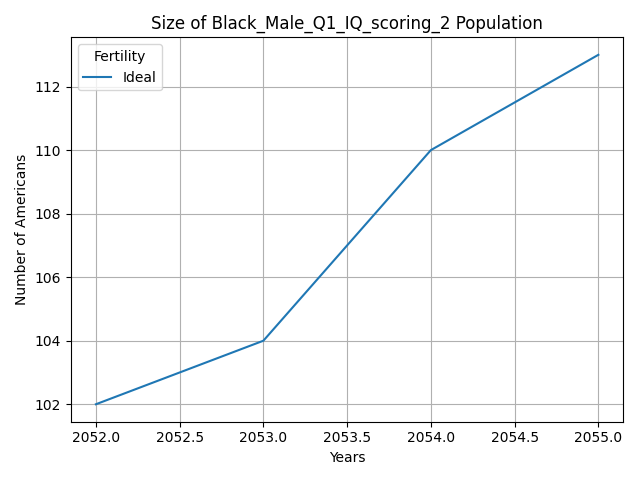 Size of Black_Male_Q1_IQ_scoring_2 Population
Fertility
Ideal
112
110
108
106
104
102
Number of Americans
2052.0 2052.5 2053.0 2053.5 2054.0 2054.5 2055.0
Years